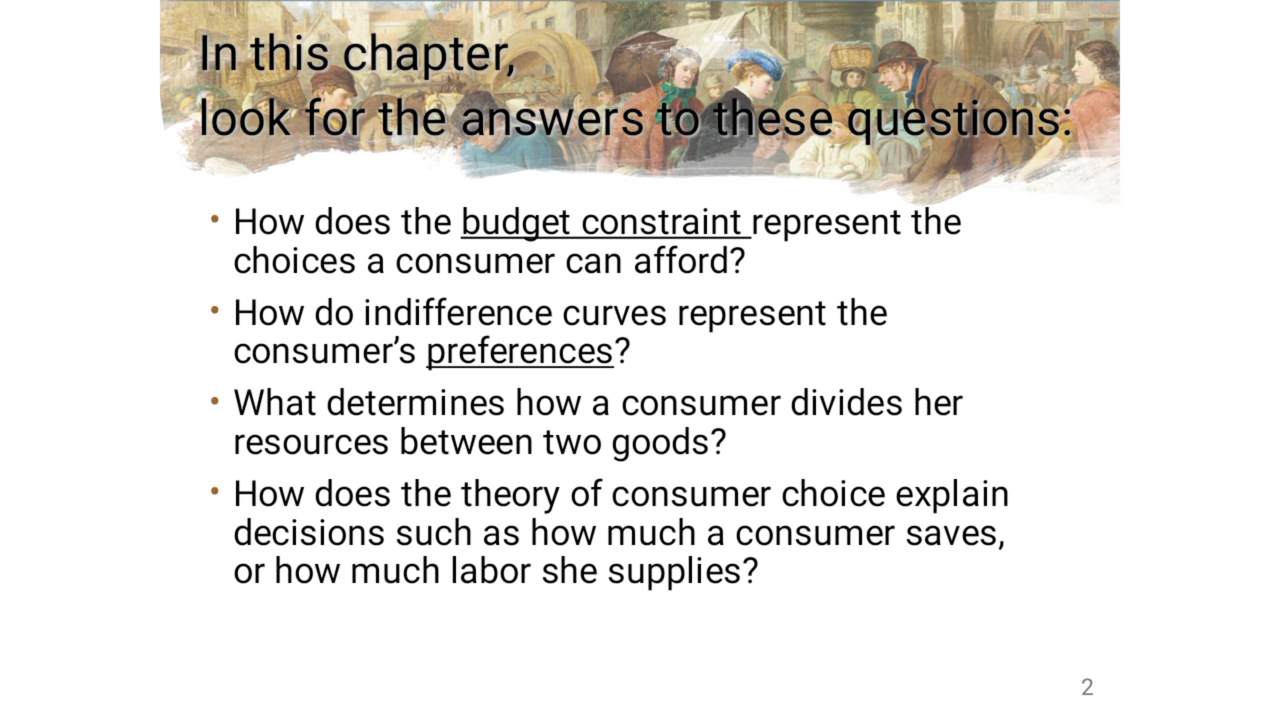 In this chapter,
look for the answers to these questions:
• How does the budget constraint represent the
choices a consumer can afford?
• How do indifference curves represent the
consumer’s preferences?
• What determines how a consumer divides her
resources between two goods?
• How does the theory of consumer choice explain
decisions such as how much a consumer saves,
or how much labor she supplies?
2